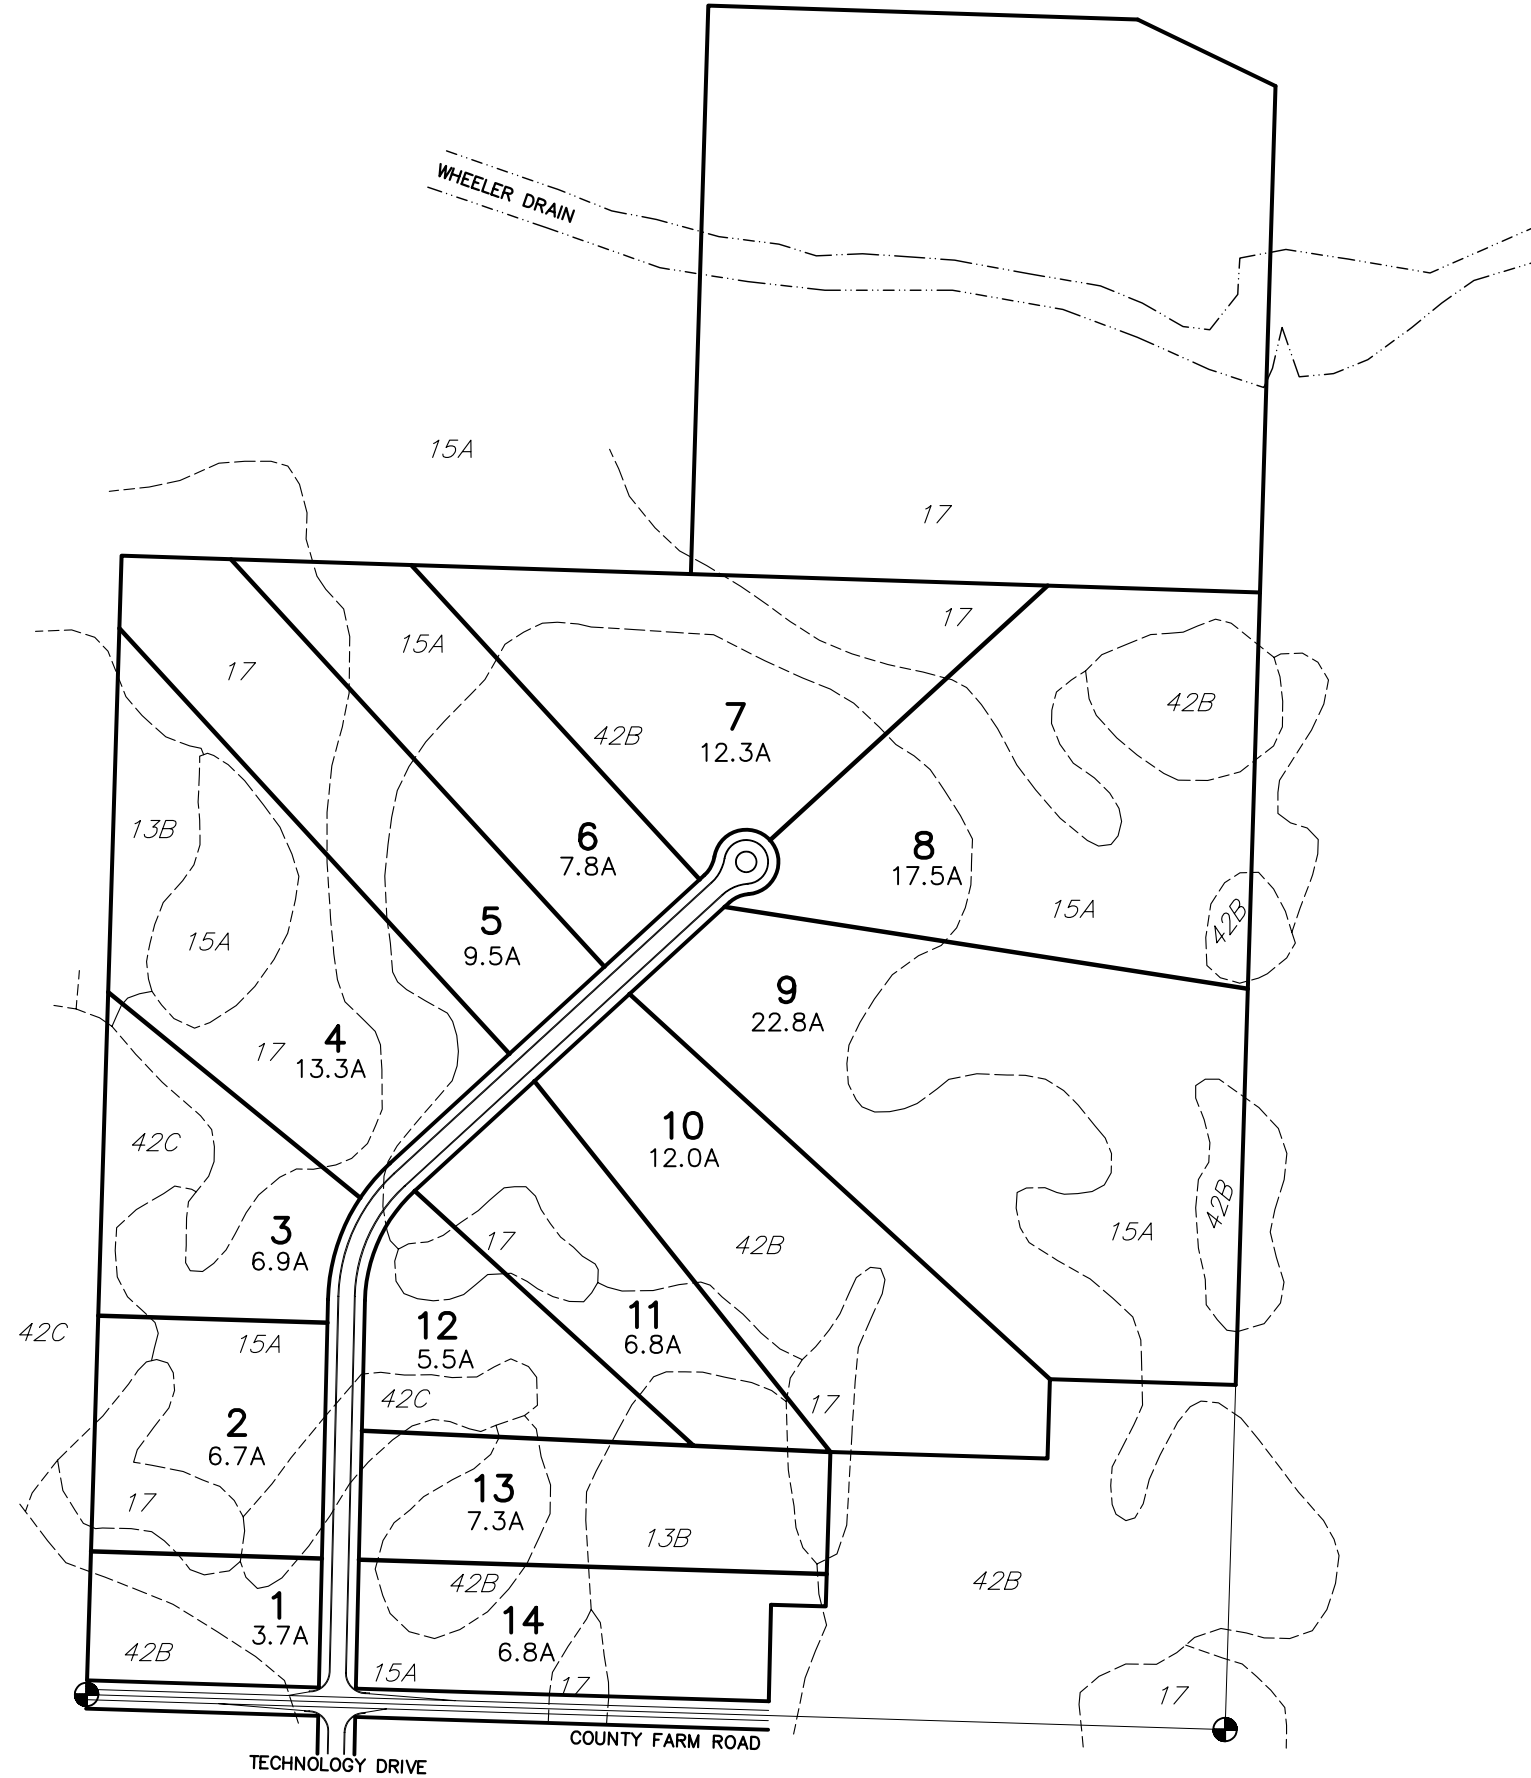 WHEELER DRAIN
15A
17
17
15A
17
42B
7
12.3A
42B
13B
6
7.8A
8
17.5A
15A
42B
5
9.5A
15A
9
22.8A
17
4
13.3A
10
12.0A
42C
42B
3
6.9A
17
42B
15A
42C
15A
12
5.5A
11
6.8A
42C
17
2
6.7A
17
13
7.3A
13B
42B
42B
1
3.7A
14
6.8A
42B
15A
17
17
COUNTY FARM ROAD
TECHNOLOGY DRIVE